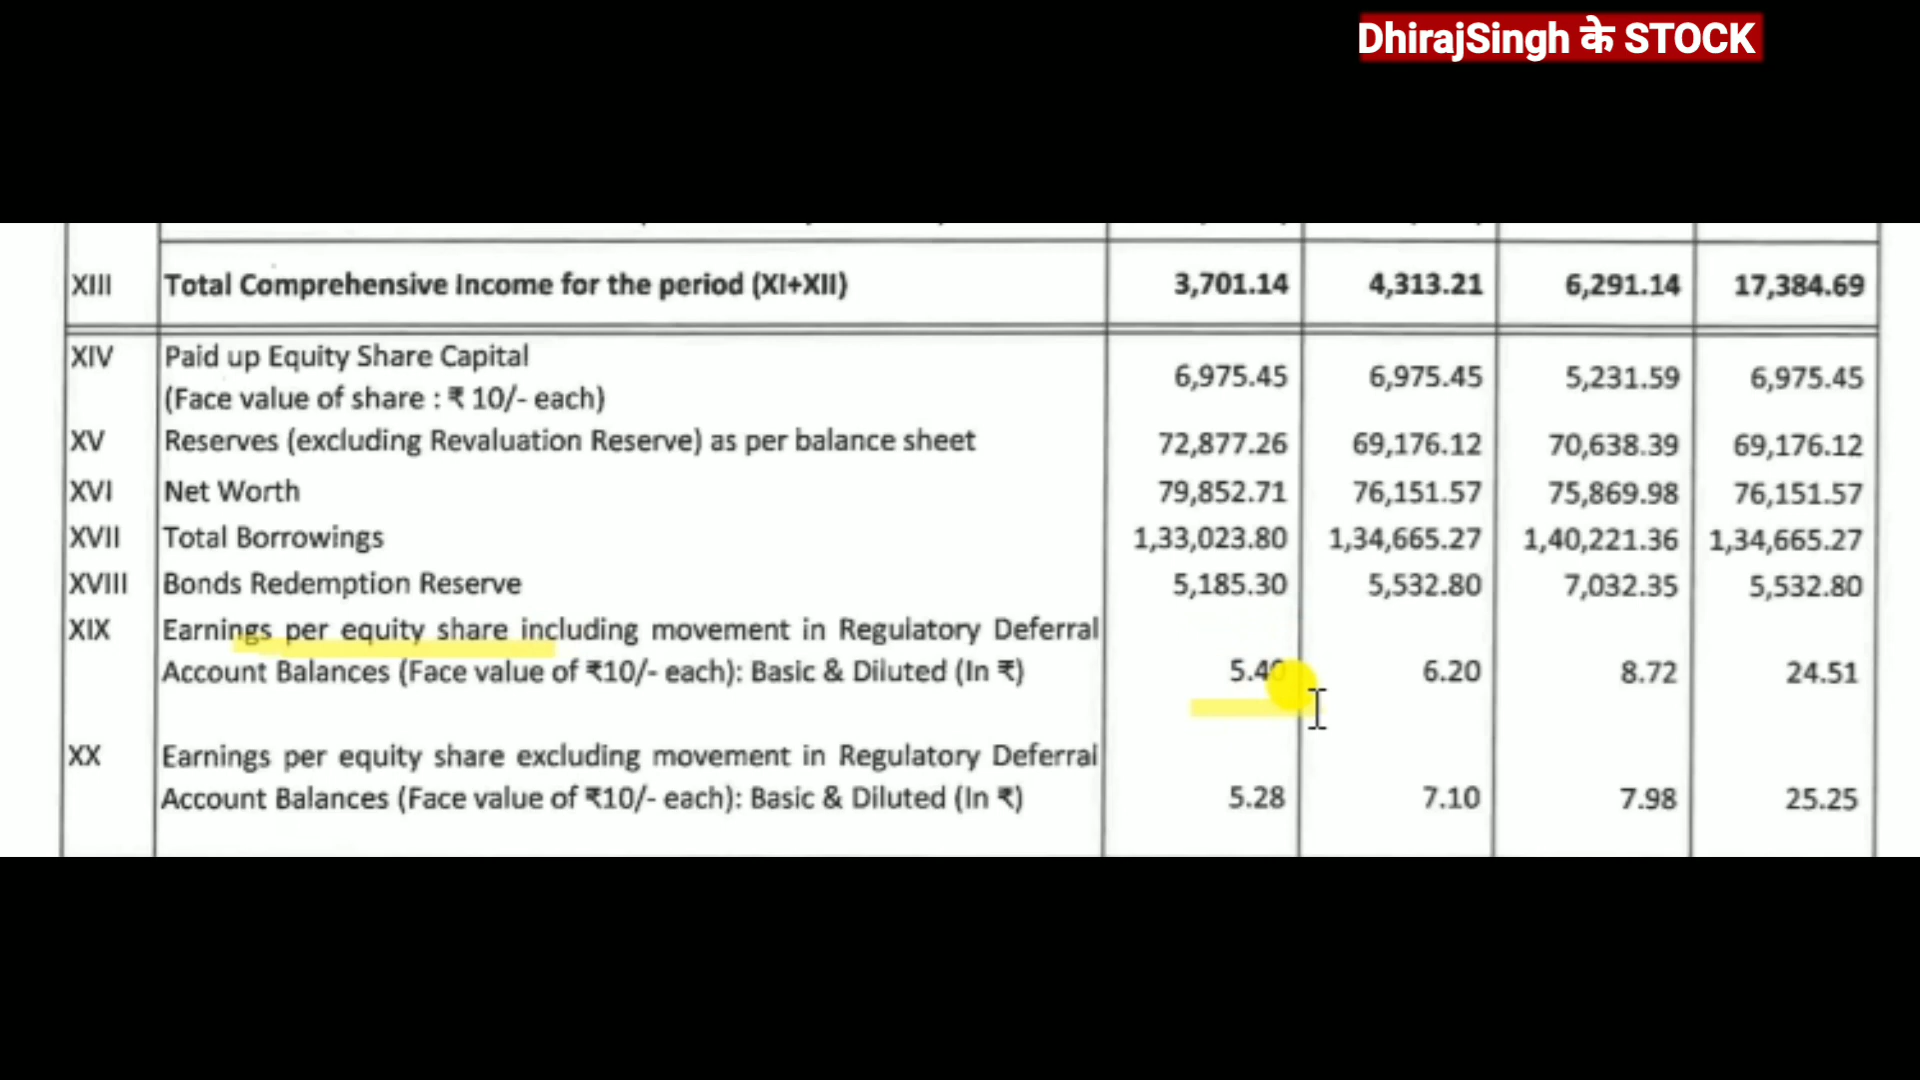 DhirajSingh के STOCK
XIII Total Comprehensive Income for the period (XI+XII) 3,701.14 4,313.21 6,291.14 17,384.69
XIV Paid up Equity Share Capital
(Face value of share : ₹ 10/- each) 6,975.45 6,975.45 5,231.59 6,975.45
XV Reserves (excluding Revaluation Reserve) as per balance sheet 72,877.26 69,176.12 70,638.39 69,176.12
XVI Net Worth 79,852.71 76,151.57 75,869.98 76,151.57
XVII Total Borrowings 1,33,023.80 1,34,665.27 1,40,221.36 1,34,665.27
XVIII Bonds Redemption Reserve 5,185.30 5,532.80 7,032.35 5,532.80
XIX Earnings per equity share including movement in Regulatory Deferral
Account Balances (Face value of ₹10/- each): Basic & Diluted (In ₹) 5.40 6.20 8.72 24.51
XX Earnings per equity share excluding movement in Regulatory Deferral
Account Balances (Face value of ₹10/- each): Basic & Diluted (In ₹) 5.28 7.10 7.98 25.25